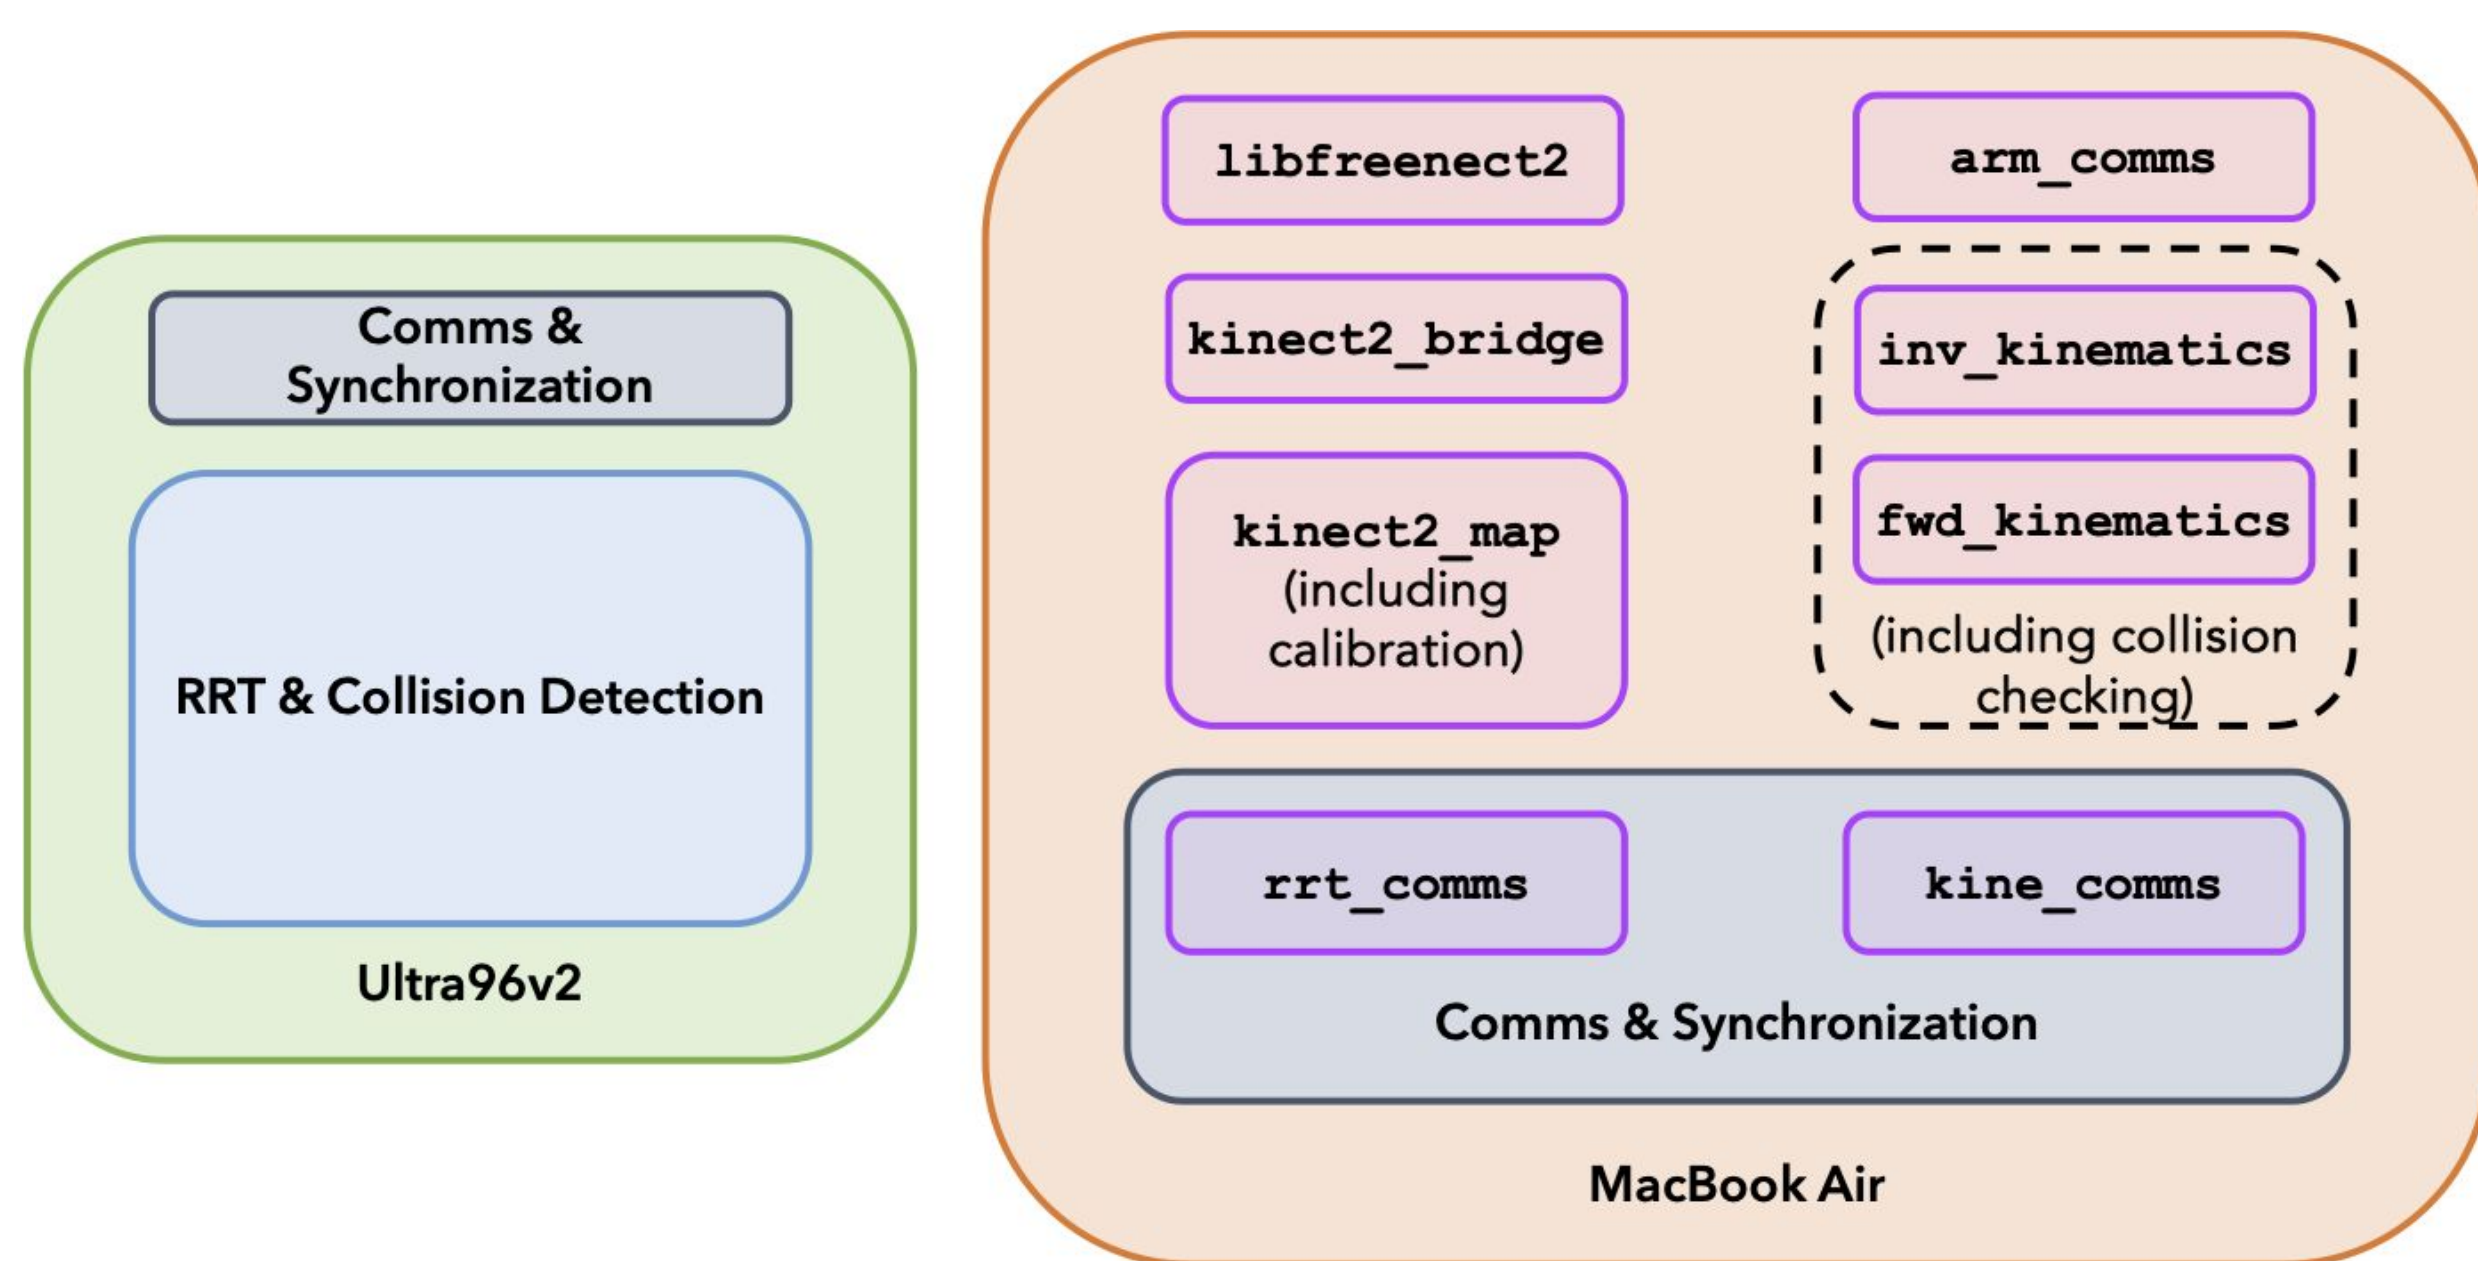 Comms &
Synchronization
RRT & Collision Detection
Ultra96v2
libfreenect2
kinect2_bridge
kinect2_map
(including
calibration)
arm_comms
inv_kinematics
fwd_kinematics
(including collision
checking)
rrt_comms
kine_comms
Comms & Synchronization
MacBook Air